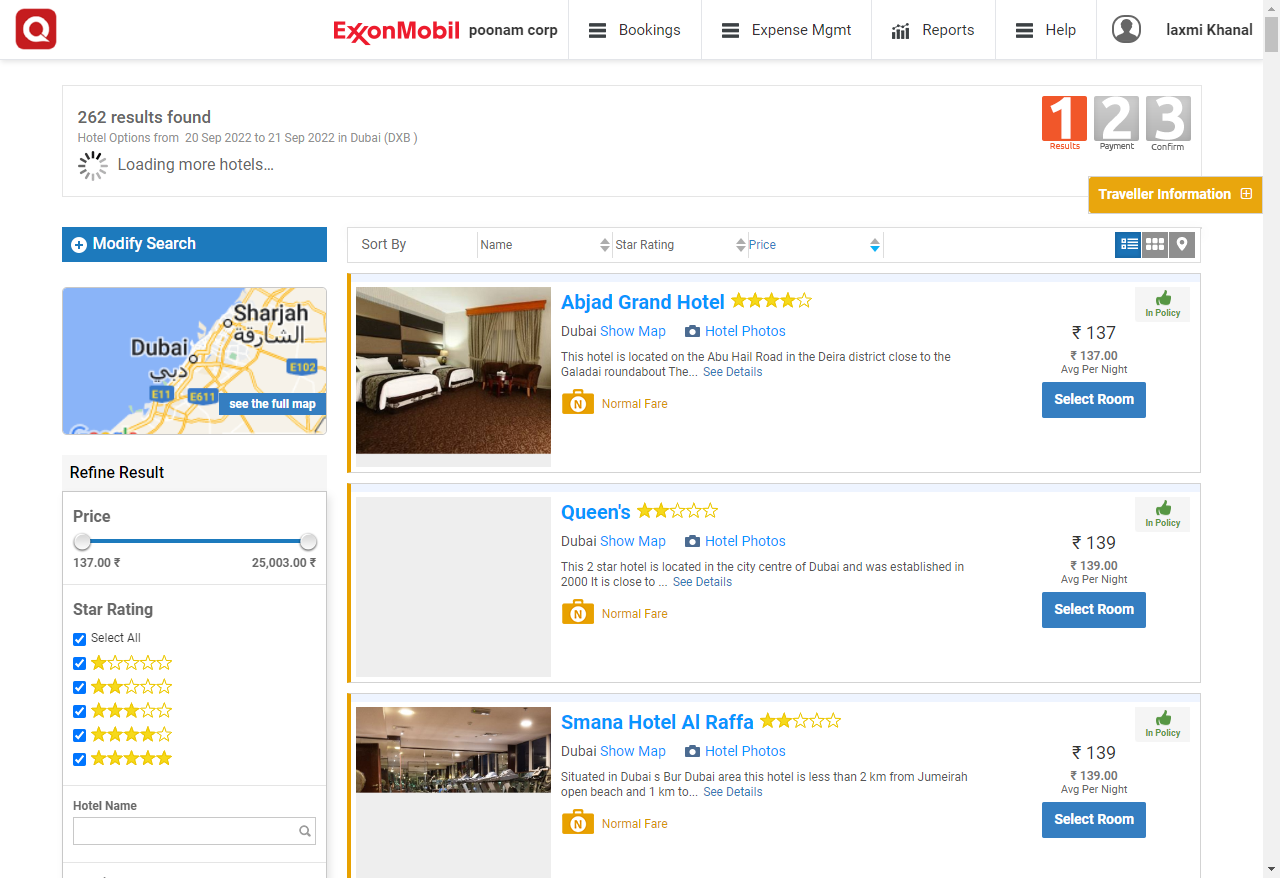 Q
ExxonMobil poonam corp Bookings Expense Mgmt Reports Help laxmi Khanal
262 results found
Hotel Options from 20 Sep 2022 to 21 Sep 2022 in Dubai (DXB )
Loading more hotels...
1 2 3
Results Payment Confirm
Traveller Information
Modify Search
Sort By Name Star Rating Price
Sharjah
الشارقة
Dubai
دبي
E102
E11 E611
see the full map
Google
Refine Result
Price
137.00 ₹ 25,003.00 ₹
Star Rating
Select All
Hotel Name
Abjad Grand Hotel
In Policy
Dubai Show Map Hotel Photos
₹ 137
This hotel is located on the Abu Hail Road in the Deira district close to the
Galadai roundabout The... See Details
₹ 137.00
Avg Per Night
N Normal Fare
Select Room
Queen's
In Policy
Dubai Show Map Hotel Photos
₹ 139
This 2 star hotel is located in the city centre of Dubai and was established in
2000 It is close to ... See Details
₹ 139.00
Avg Per Night
N Normal Fare
Select Room
Smana Hotel Al Raffa
In Policy
Dubai Show Map Hotel Photos
₹ 139
Situated in Dubai s Bur Dubai area this hotel is less than 2 km from Jumeirah
open beach and 1 km to... See Details
₹ 139.00
Avg Per Night
N Normal Fare
Select Room